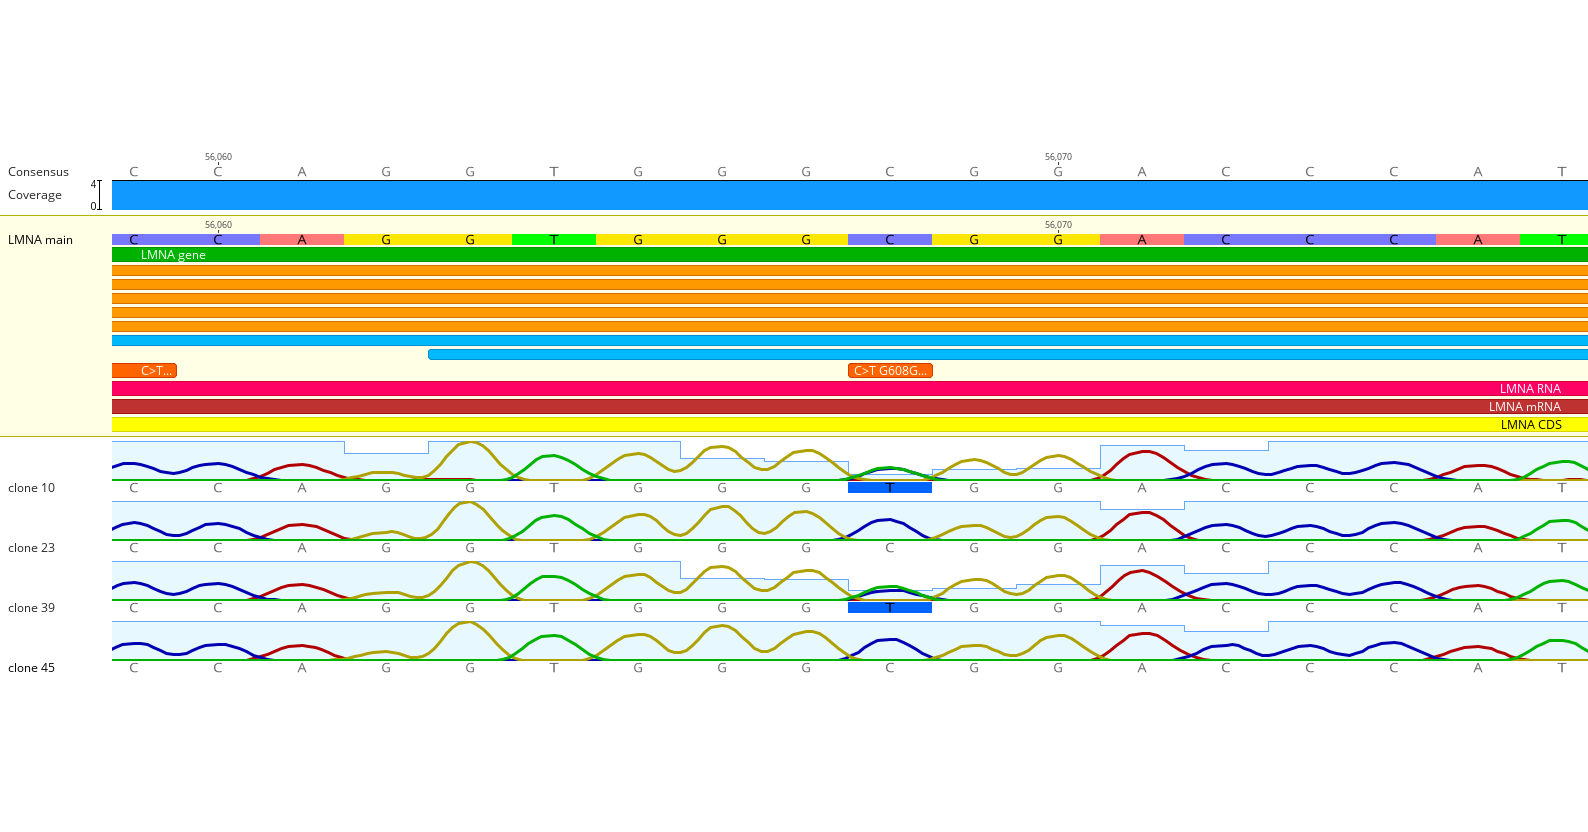 56,060 56,070
Consensus C C A G G T G G G C G G A C C C A T
4
Coverage
0
56,060 56,070
LMNA main C C A G G T G G G C G G A C C C A T
LMNA gene
C>T... C>T G608G...
LMNA RNA
LMNA mRNA
LMNA CDS
clone 10 C C A G G T G G G T G G A C C C A T
clone 23 C C A G G T G G G C G G A C C C A T
clone 39 C C A G G T G G G T G G A C C C A T
clone 45 C C A G G T G G G C G G A C C C A T